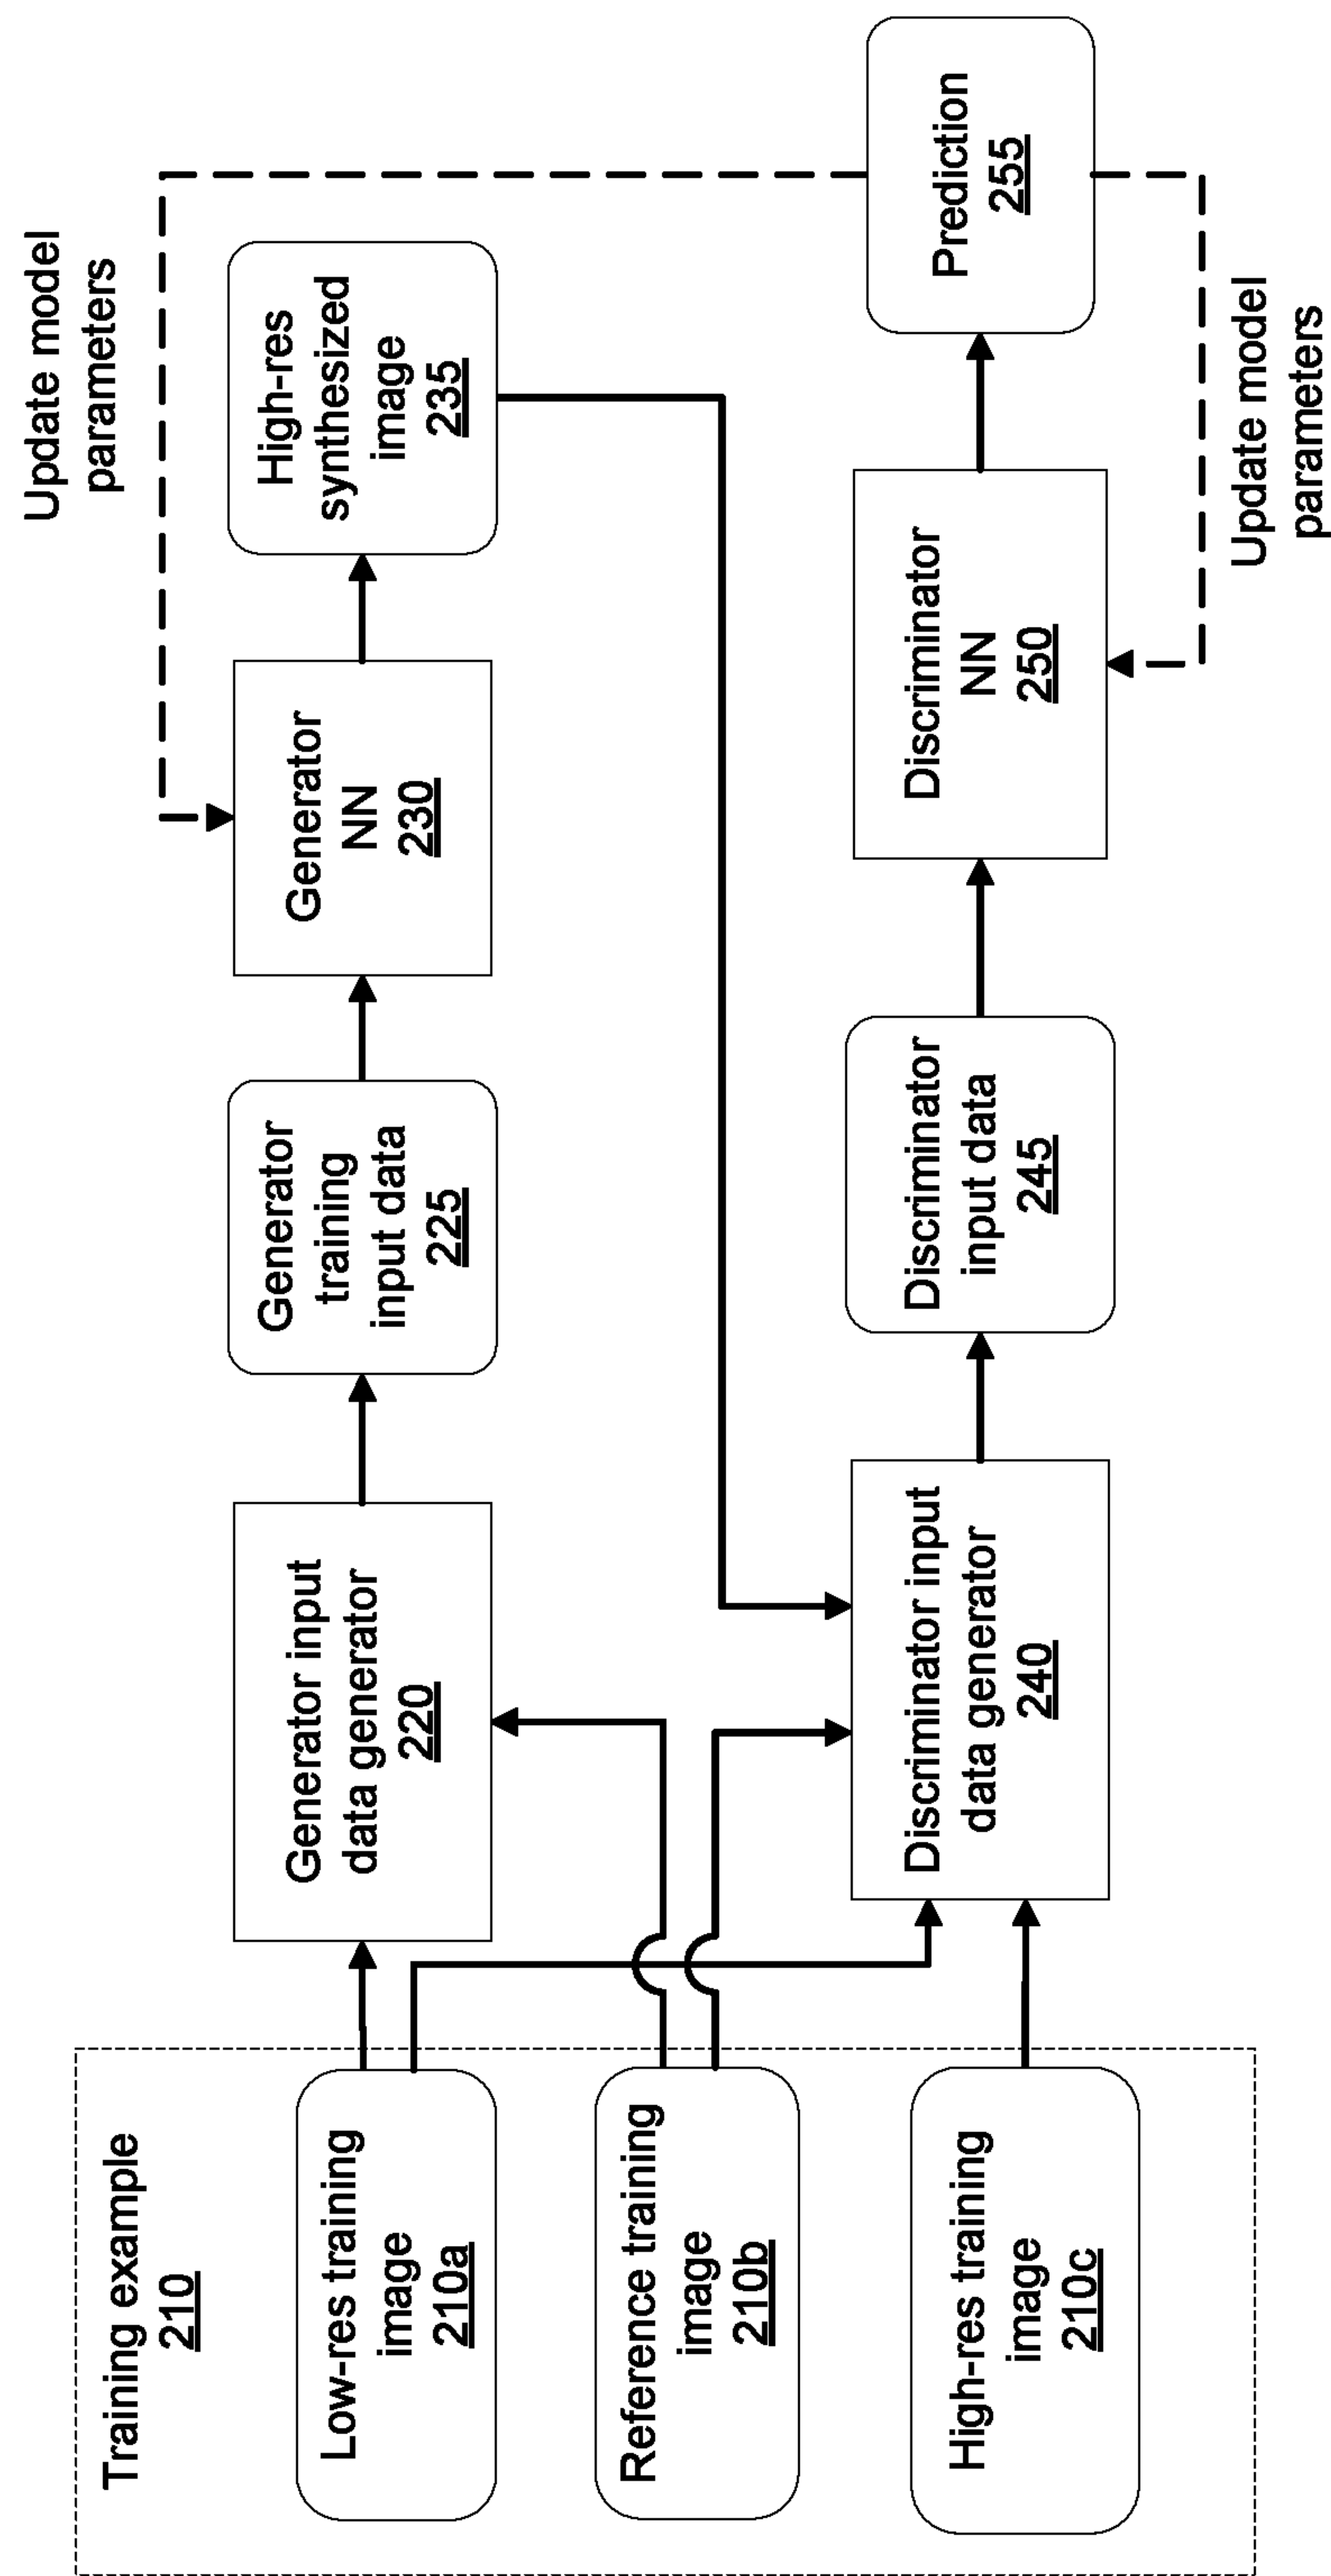 Training example
210
Low-res training
image
210a
Reference training
image
210b
High-res training
image
210c
Generator input
data generator
220
Generator
training
input data
225
Generator
NN
230
High-res
synthesized
image
235
Update model
parameters
Discriminator input
data generator
240
Discriminator
input data
245
Discriminator
NN
250
Prediction
255
Update model
parameters